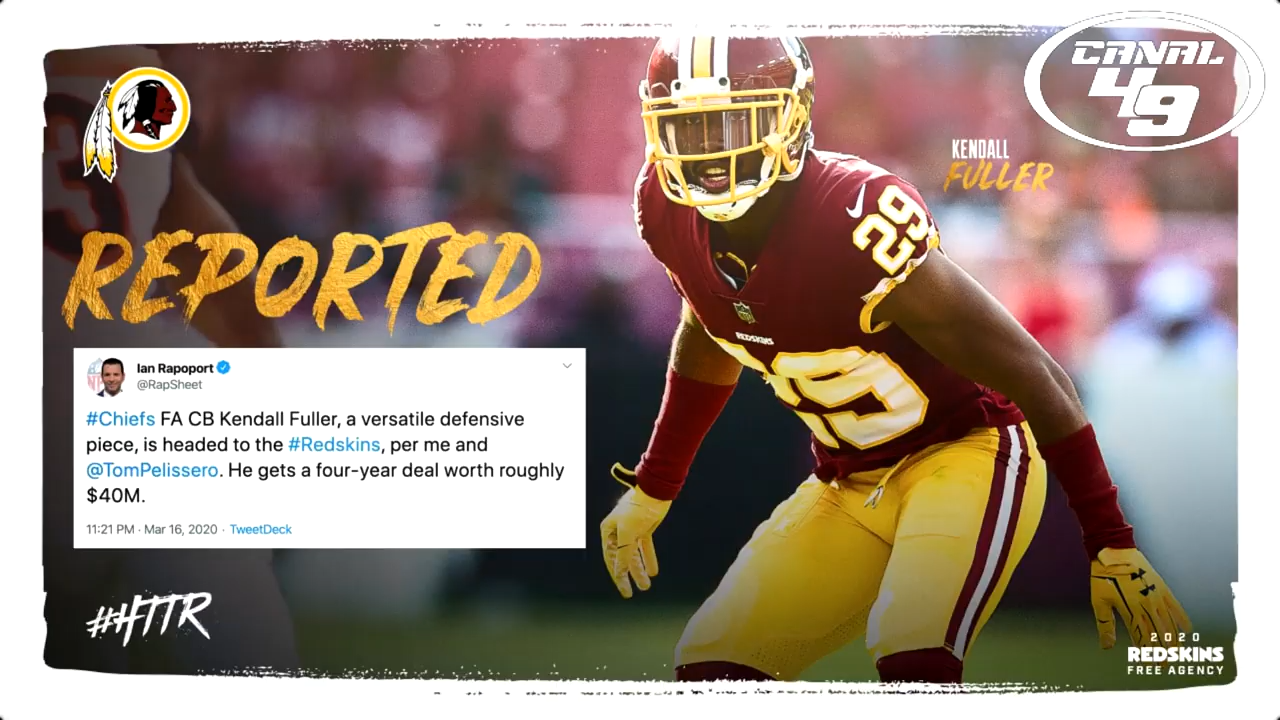 CANAL
49
KENDALL
FULLER
29
REDSKINS
29
REPORTED
Ian Rapoport
@RapSheet
#Chiefs FA CB Kendall Fuller, a versatile defensive
piece, is headed to the #Redskins, per me and
@TomPelissero. He gets a four-year deal worth roughly
$40M.
11:21 PM · Mar 16, 2020 · TweetDeck
#HTTR
2020
REDSKINS
FREE AGENCY